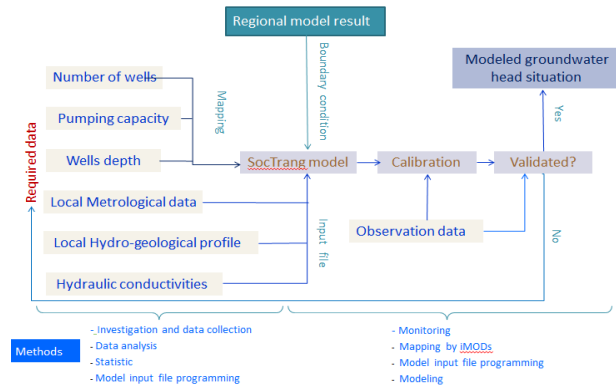 Regional model result
Modeled groundwater
head situation
Boundary condition
Number of wells
Mapping
Pumping capacity
Yes
Required data
Wells depth
SocTrang model
Calibration
Validated?
Local Metrological data
Input file
Observation data
No
Local Hydro-geological profile
Hydraulic conductivities
Methods
- Investigation and data collection
- Data analysis
- Statistic
- Model input file programming
- Monitoring
- Mapping by iMODs
- Model input file programming
- Modeling